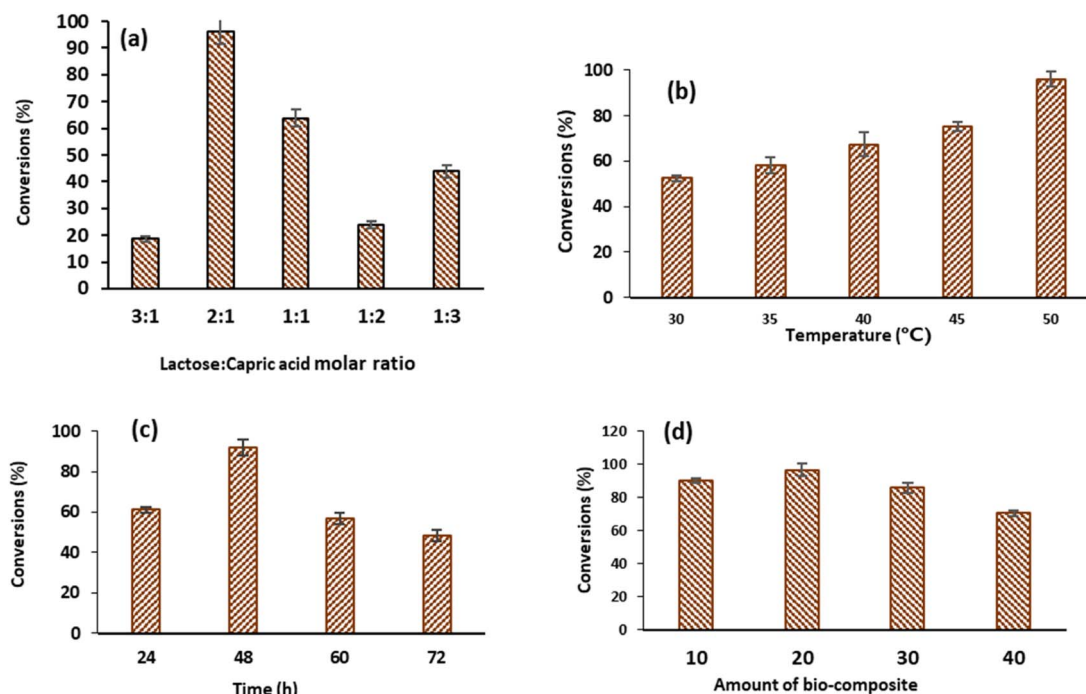 (a)
Conversions (%)
100
90
80
70
60
50
40
30
20
10
0
3:1 2:1 1:1 1:2 1:3
Lactose:Capric acid molar ratio
(b)
Conversions (%)
100
80
60
40
20
0
30 35 40 45 50
Temperature (°C)
(c)
Conversions (%)
100
80
60
40
20
0
24 48 60 72
Time (h)
(d)
Conversions (%)
120
100
80
60
40
20
0
10 20 30 40
Amount of bio-composite